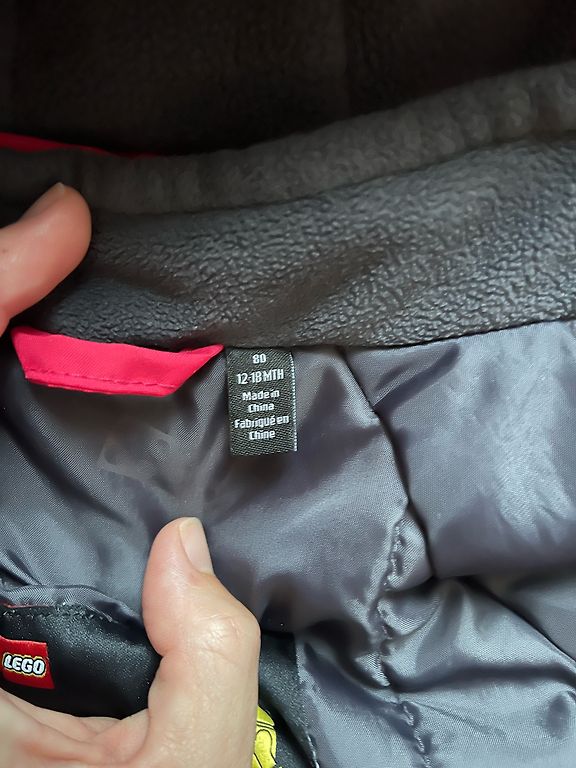 80
12-18 MTH
Made in
China
Fabriqué en
Chine
LEGO